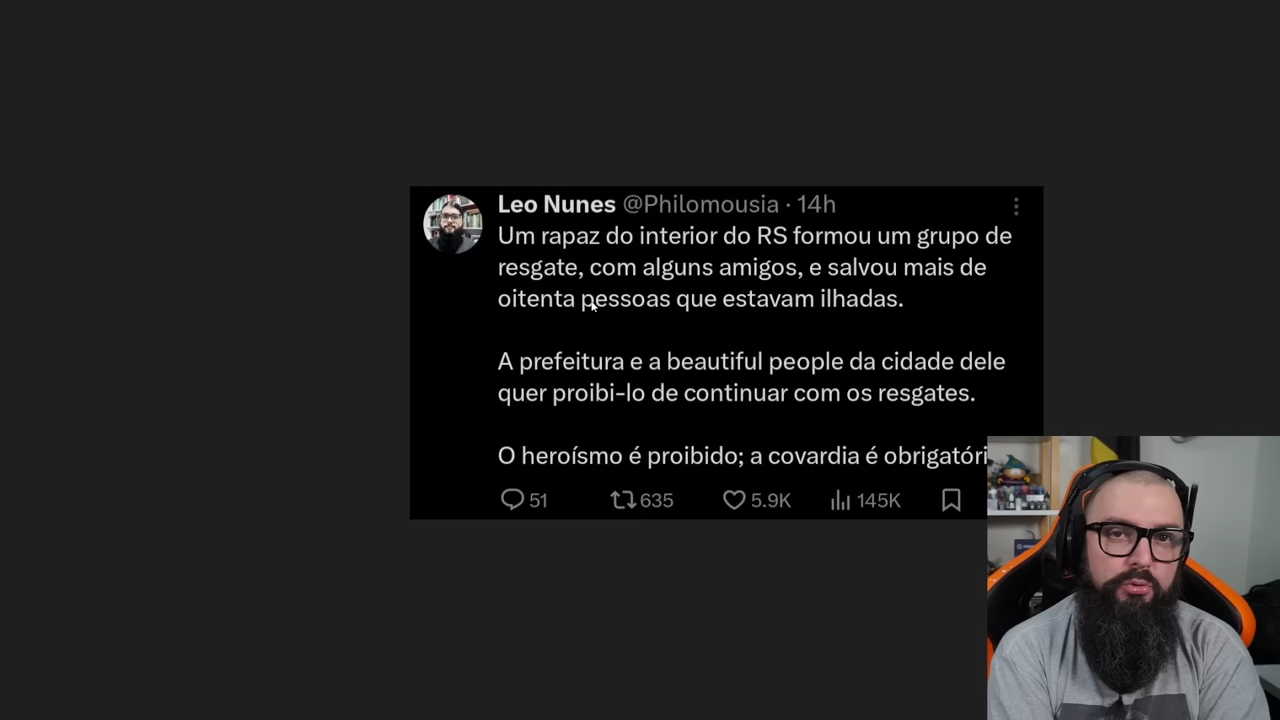 Leo Nunes @Philomousia · 14h
Um rapaz do interior do RS formou um grupo de
resgate, com alguns amigos, e salvou mais de
oitenta pessoas que estavam ilhadas.
A prefeitura e a beautiful people da cidade dele
quer proibi-lo de continuar com os resgates.
O heroísmo é proibido; a covardia é obrigatóri
51 635 5.9K 145K